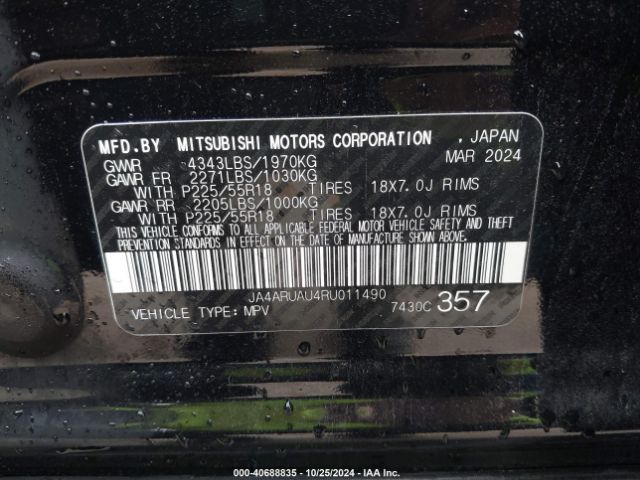 MFD.BY MITSUBISHI MOTORS CORPORATION , JAPAN
GVWR 4343LBS/1970KG MAR 2024
GAWR FR 2271LBS/1030KG
WITH P225/55R18 TIRES 18X7.0J RIMS
GAWR RR 2205LBS/1000KG
WITH P225/55R18 TIRES 18X7.0J RIMS
THIS VEHICLE CONFORMS TO ALL APPLICABLE FEDERAL MOTOR VEHICLE SAFETY AND THEFT
PREVENTION STANDARDS IN EFFECT ON THE DATE OF MANUFACTURE SHOWN ABOVE.
JA4ARUAU4RU011490
VEHICLE TYPE: MPV 7430C 357
000-40688835 - 10/25/2024 - IAA Inc.